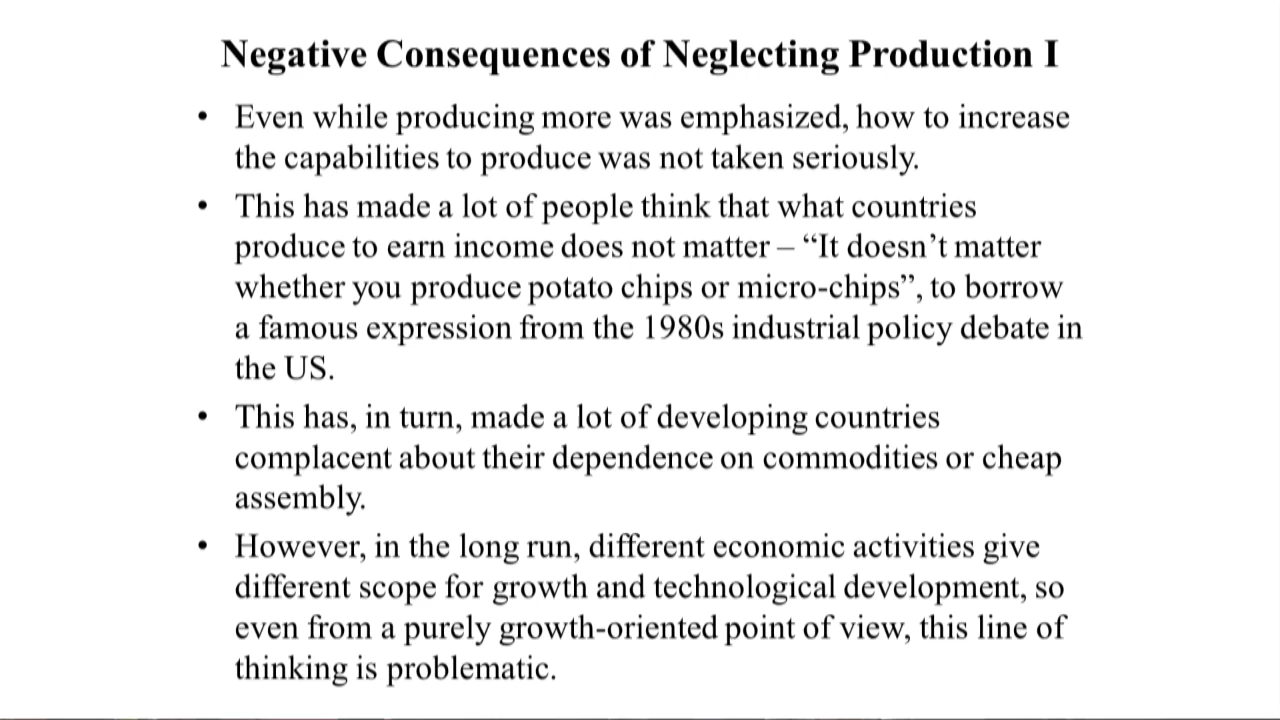 Negative Consequences of Neglecting Production I
• Even while producing more was emphasized, how to increase
the capabilities to produce was not taken seriously.
• This has made a lot of people think that what countries
produce to earn income does not matter – “It doesn’t matter
whether you produce potato chips or micro-chips”, to borrow
a famous expression from the 1980s industrial policy debate in
the US.
• This has, in turn, made a lot of developing countries
complacent about their dependence on commodities or cheap
assembly.
• However, in the long run, different economic activities give
different scope for growth and technological development, so
even from a purely growth-oriented point of view, this line of
thinking is problematic.